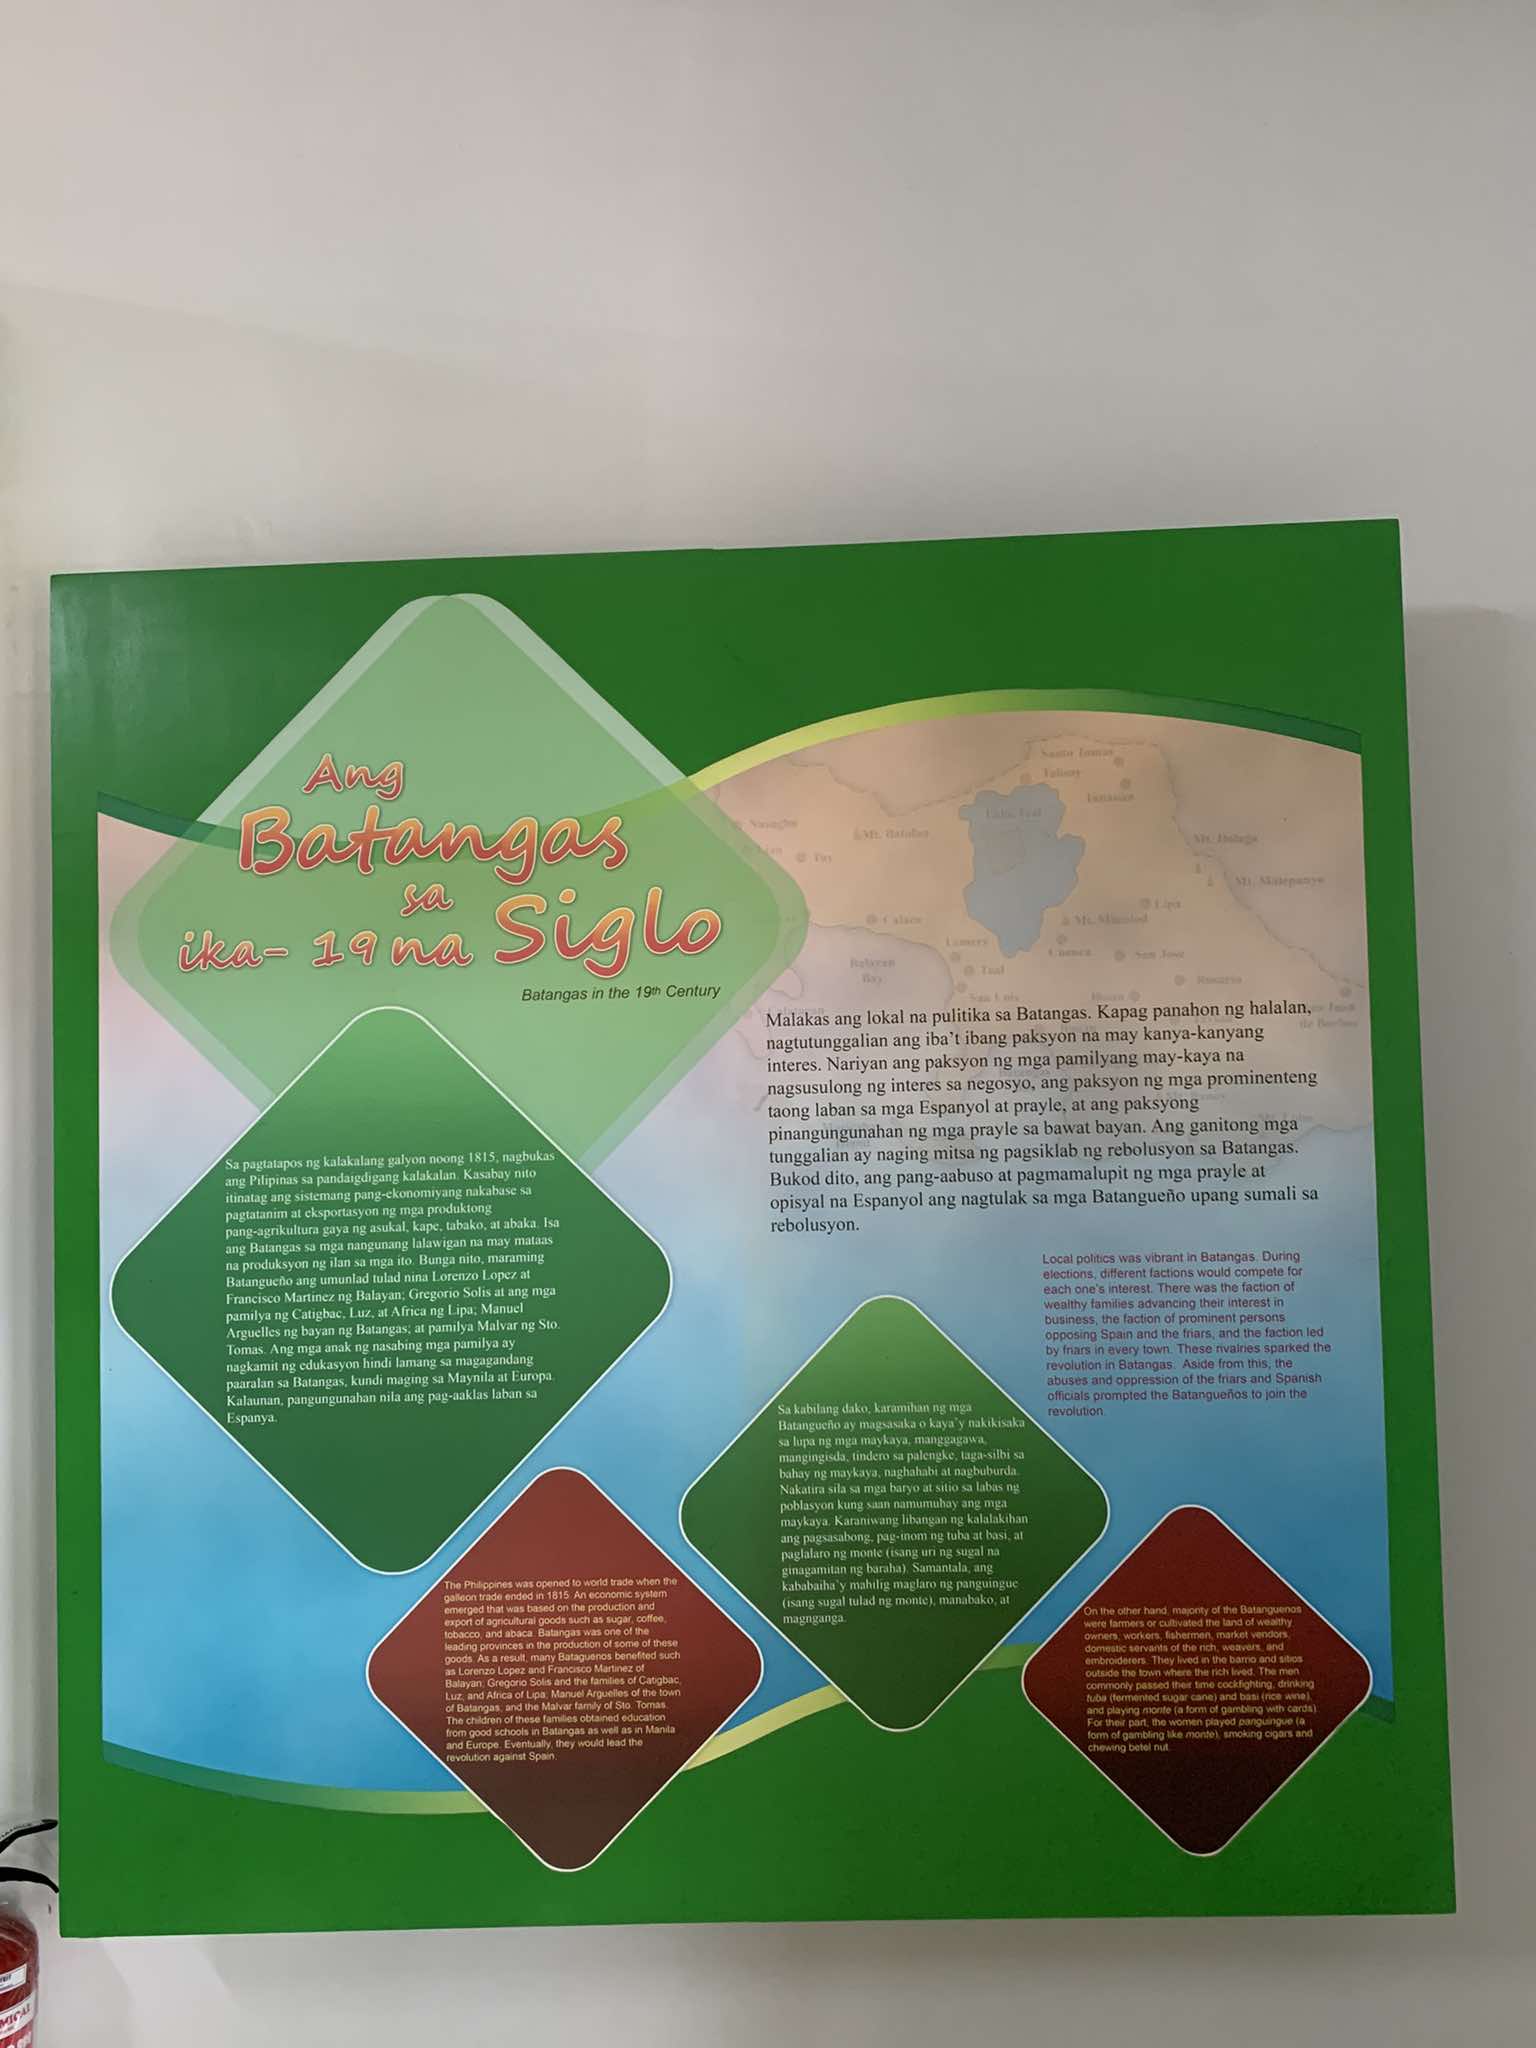 Ang
Batangas
sa
ika- 19 na Siglo
Batangas in the 19th Century
Santo Tomas
Talisay
Tanauan
Lake Taal
Nasugbu
Mt. Batulao
Lian
Tuy
Mt. Malepunyo
Lipa
Calaca
Mt. Maculod
Lemery
Cuenca
San Jose
Balayan
Bay
Taal
Rosario
San Luis
Sa pagtatapos ng kalakalang galyon noong 1815, nagbukas
ang Pilipinas sa pandaigdigang kalakalan. Kasabay nito
itinatag ang sistemang pang-ekonomiyang nakabase sa
pagtatanim at eksportasyon ng mga produktong
pang-agrikultura gaya ng asukal, kape, tabako, at abaka. Isa
ang Batangas sa mga nangunang lalawigan na may mataas
na produksyon ng ilan sa mga ito. Bunga nito, maraming
Batangueño ang umunlad tulad nina Lorenzo Lopez at
Francisco Martinez ng Balayan; Gregorio Solis at ang mga
pamilya ng Catigbac, Luz, at Africa ng Lipa; Manuel
Arguelles ng bayan ng Batangas; at pamilya Malvar ng Sto.
Tomas. Ang mga anak ng nasabing mga pamilya ay
nagkamit ng edukasyon hindi lamang sa magagandang
paaralan sa Batangas, kundi maging sa Maynila at Europa.
Kalaunan, pangungunahan nila ang pag-aaklas laban sa
Espanya.
The Philippines was opened to world trade when the
galleon trade ended in 1815. An economic system
emerged that was based on the production and
export of agricultural goods such as sugar, coffee,
tobacco, and abaca. Batangas was one of the
leading provinces in the production of some of these
goods. As a result, many Bataguenos benefited such
as Lorenzo Lopez and Francisco Martinez of
Balayan; Gregorio Solis and the families of Catigbac,
Luz, and Africa of Lipa; Manuel Arguelles of the town
of Batangas; and the Malvar family of Sto. Tomas.
The children of these families obtained education
from good schools in Batangas as well as in Manila
and Europe. Eventually, they would lead the
revolution against Spain.
Malakas ang lokal na pulitika sa Batangas. Kapag panahon ng halalan,
nagtutunggalian ang iba't ibang paksyon na may kanya-kanyang
interes. Nariyan ang paksyon ng mga pamilyang may-kaya na
nagsusulong ng interes sa negosyo, ang paksyon ng mga prominenteng
taong laban sa mga Espanyol at prayle, at ang paksyong
pinangungunahan ng mga prayle sa bawat bayan. Ang ganitong mga
tunggalian ay naging mitsa ng pagsiklab ng rebolusyon sa Batangas.
Bukod dito, ang pang-aabuso at pagmamalupit ng mga prayle at
opisyal na Espanyol ang nagtulak sa mga Batangueño upang sumali sa
rebolusyon.
Local politics was vibrant in Batangas. During
elections, different factions would compete for
each one's interest. There was the faction of
wealthy families advancing their interest in
business, the faction of prominent persons
opposing Spain and the friars, and the faction led
by friars in every town. These rivalries sparked the
revolution in Batangas. Aside from this, the
abuses and oppression of the friars and Spanish
officials prompted the Batangueños to join the
revolution.
Sa kabilang dako, karamihan ng mga
Batangueño ay magsasaka o kaya'y nakikisaka
sa lupa ng mga maykaya, manggagawa,
mangingisda, tindero sa palengke, taga-silbi sa
bahay ng maykaya, naghahabi at nagbuburda.
Nakatira sila sa mga baryo at sitio sa labas ng
poblasyon kung saan namumuhay ang mga
maykaya. Karaniwang libangan ng kalalakihan
ang pagsasabong, pag-inom ng tuba at basi, at
paglalaro ng monte (isang uri ng sugal na
ginagamitan ng baraha). Samantala, ang
kababaiha'y mahilig maglaro ng panguingue
(isang sugal tulad ng monte), manabako, at
magnganga.
On the other hand, majority of the Batanguenos
were farmers or cultivated the land of wealthy
owners, workers, fishermen, market vendors,
domestic servants of the rich, weavers, and
embroiderers. They lived in the barrio and sitios
outside the town where the rich lived. The men
commonly passed their time cockfighting, drinking
tuba (fermented sugar cane) and basi (rice wine),
and playing monte (a form of gambling with cards).
For their part, the women played panguingue (a
form of gambling like monte), smoking cigars and
chewing betel nut.